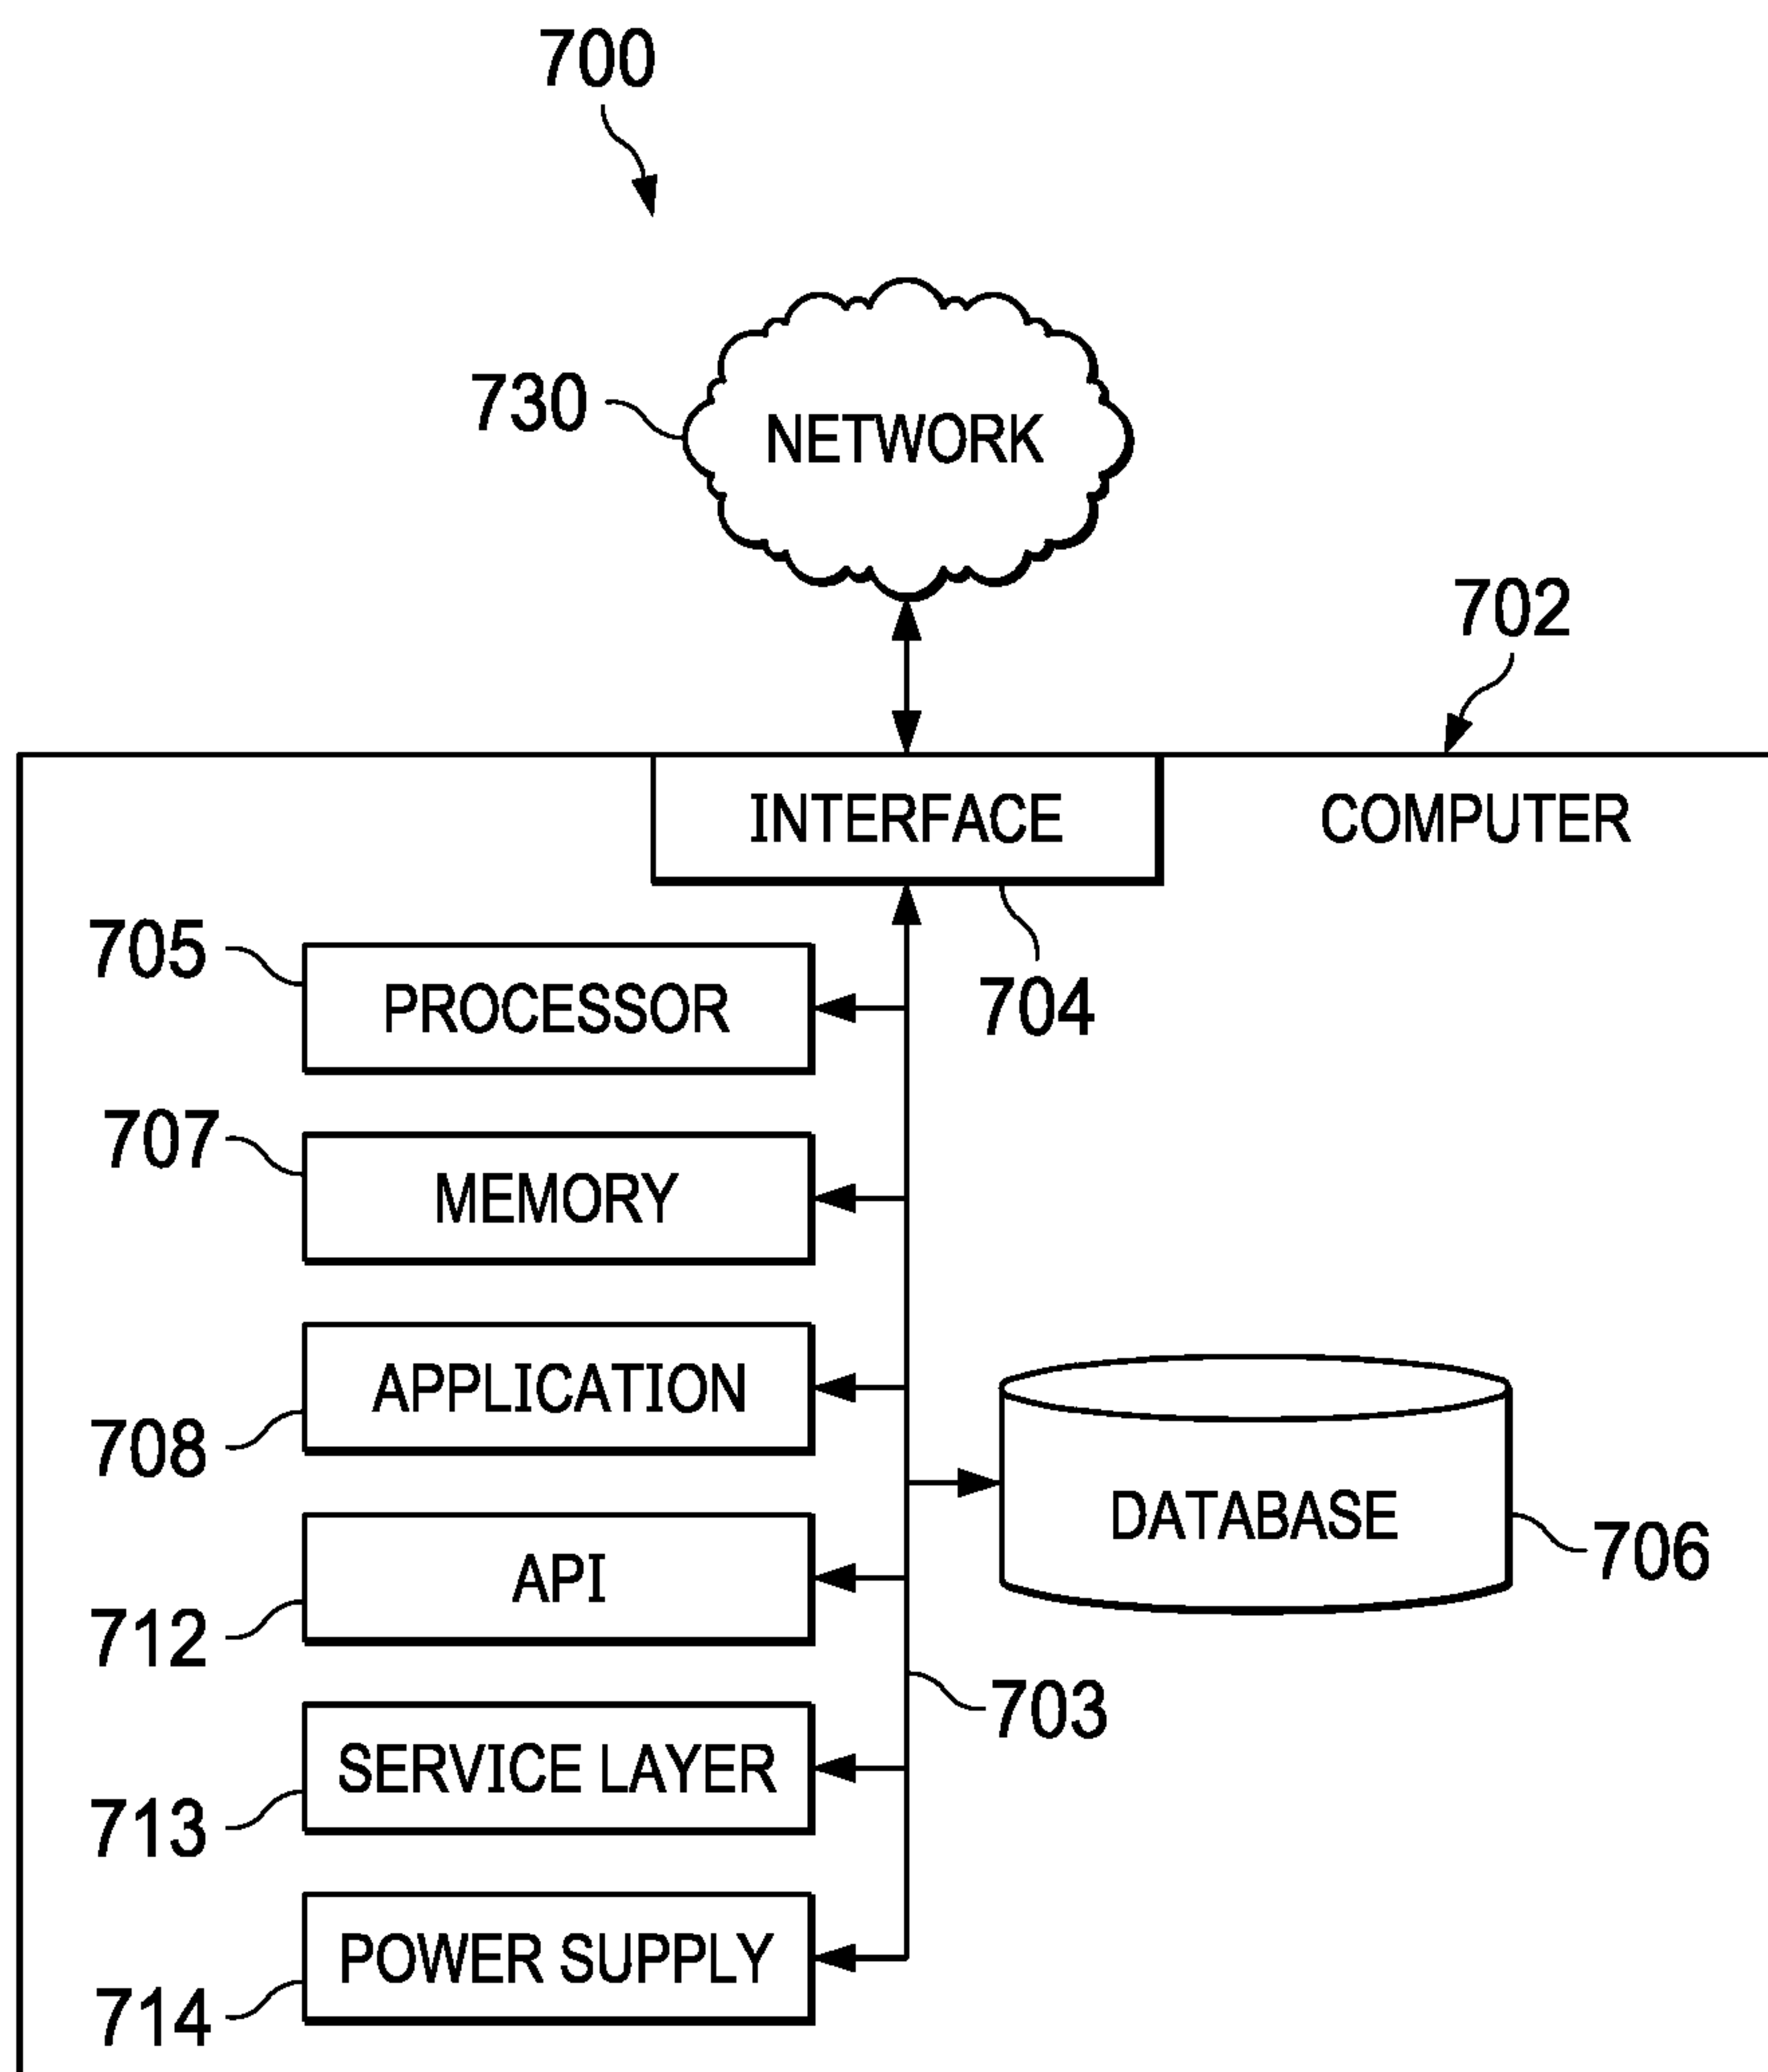 700
730
NETWORK
702
INTERFACE
COMPUTER
705
PROCESSOR
704
707
MEMORY
APPLICATION
708
DATABASE
706
API
712
703
SERVICE LAYER
713
POWER SUPPLY
714